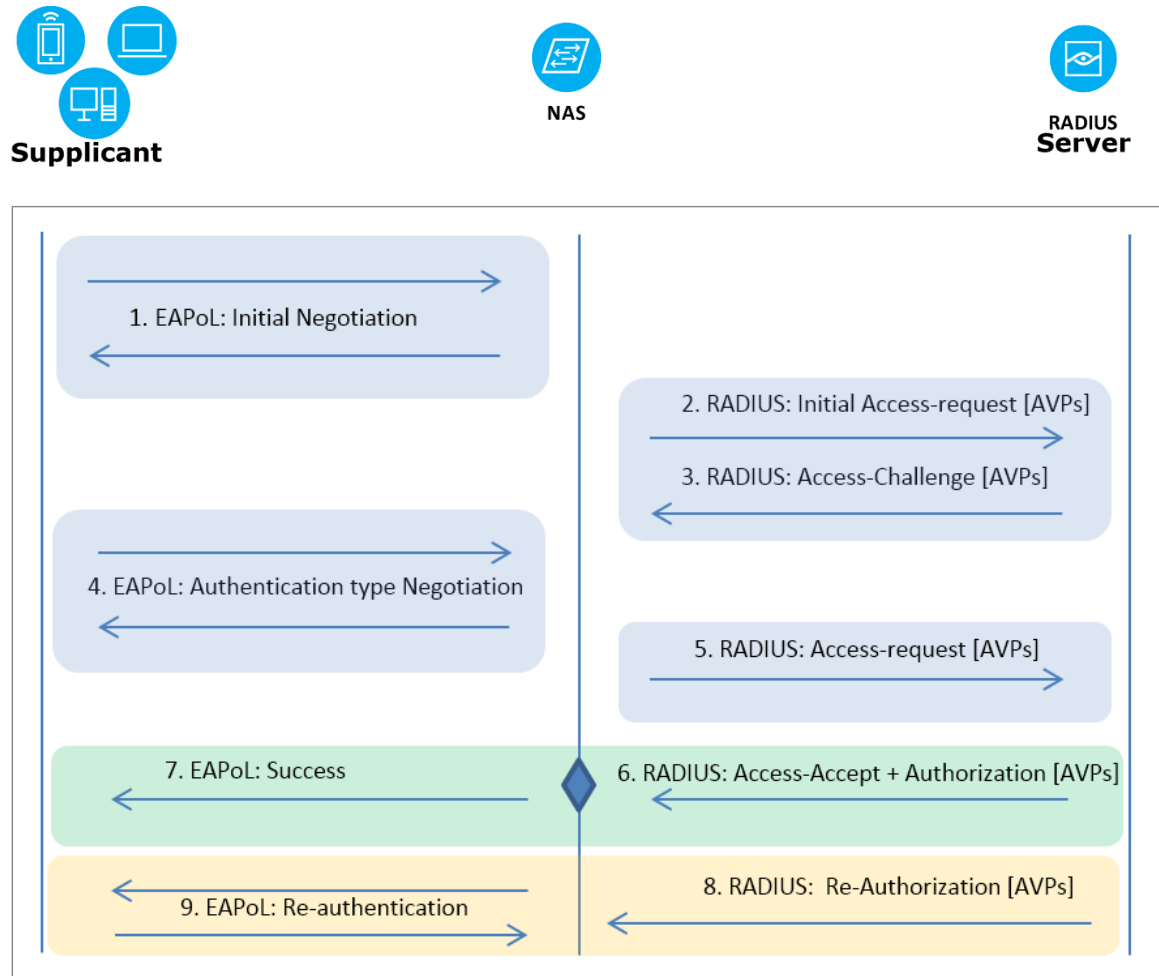 Supplicant
NAS
RADIUS
Server
1. EAPoL: Initial Negotiation
2. RADIUS: Initial Access-request [AVPs]
3. RADIUS: Access-Challenge [AVPs]
4. EAPoL: Authentication type Negotiation
5. RADIUS: Access-request [AVPs]
7. EAPoL: Success
6. RADIUS: Access-Accept + Authorization [AVPs]
8. RADIUS:  Re-Authorization [AVPs]
9. EAPoL: Re-authentication